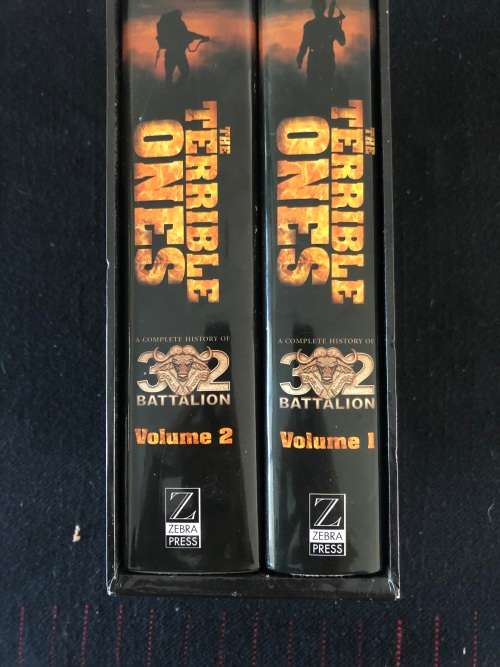 THE
TERRIBLE
ONES
A COMPLETE HISTORY OF
32
BATTALION
Volume 2
Z
ZEBRA
PRESS
THE
TERRIBLE
ONES
A COMPLETE HISTORY OF
32
BATTALION
Volume 1
Z
ZEBRA
PRESS